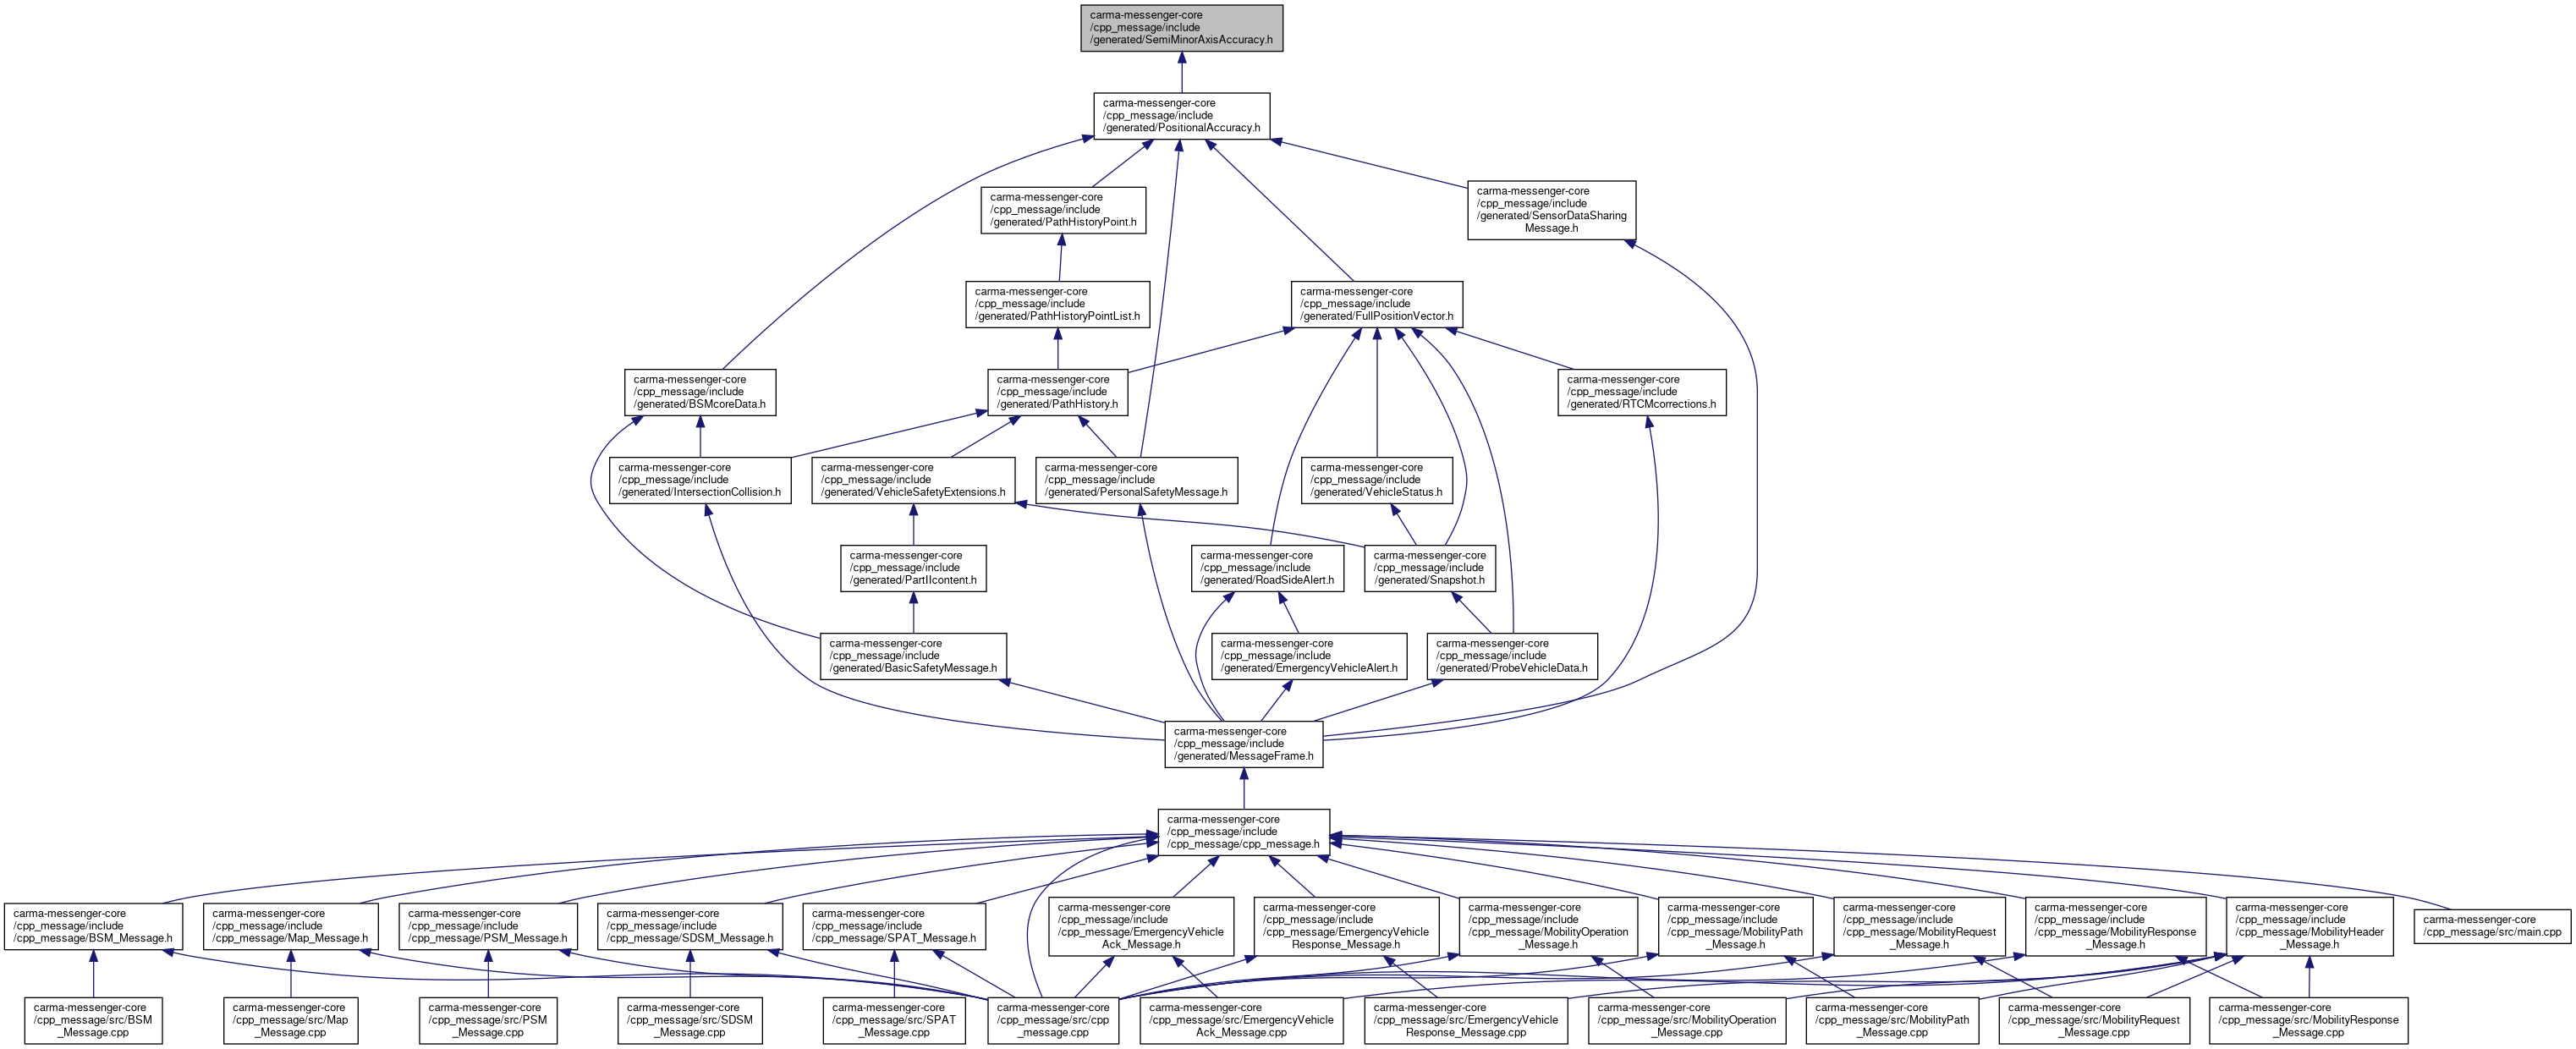 carma-messenger-core
/cpp_message/include
/generated/SemiMinorAxisAccuracy.h
carma-messenger-core
/cpp_message/include
/generated/PositionalAccuracy.h
carma-messenger-core
/cpp_message/include
/generated/PathHistoryPoint.h
carma-messenger-core
/cpp_message/include
/generated/SensorDataSharing
Message.h
carma-messenger-core
/cpp_message/include
/generated/PathHistoryPointList.h
carma-messenger-core
/cpp_message/include
/generated/FullPositionVector.h
carma-messenger-core
/cpp_message/include
/generated/BSMcoreData.h
carma-messenger-core
/cpp_message/include
/generated/PathHistory.h
carma-messenger-core
/cpp_message/include
/generated/RTCMcorrections.h
carma-messenger-core
/cpp_message/include
/generated/IntersectionCollision.h
carma-messenger-core
/cpp_message/include
/generated/VehicleSafetyExtensions.h
carma-messenger-core
/cpp_message/include
/generated/PersonalSafetyMessage.h
carma-messenger-core
/cpp_message/include
/generated/VehicleStatus.h
carma-messenger-core
/cpp_message/include
/generated/PartIIcontent.h
carma-messenger-core
/cpp_message/include
/generated/RoadSideAlert.h
carma-messenger-core
/cpp_message/include
/generated/Snapshot.h
carma-messenger-core
/cpp_message/include
/generated/BasicSafetyMessage.h
carma-messenger-core
/cpp_message/include
/generated/EmergencyVehicleAlert.h
carma-messenger-core
/cpp_message/include
/generated/ProbeVehicleData.h
carma-messenger-core
/cpp_message/include
/generated/MessageFrame.h
carma-messenger-core
/cpp_message/include
/cpp_message/cpp_message.h
carma-messenger-core
/cpp_message/include
/cpp_message/BSM_Message.h
carma-messenger-core
/cpp_message/include
/cpp_message/Map_Message.h
carma-messenger-core
/cpp_message/include
/cpp_message/PSM_Message.h
carma-messenger-core
/cpp_message/include
/cpp_message/SDSM_Message.h
carma-messenger-core
/cpp_message/include
/cpp_message/SPAT_Message.h
carma-messenger-core
/cpp_message/include
/cpp_message/EmergencyVehicle
Ack_Message.h
carma-messenger-core
/cpp_message/include
/cpp_message/EmergencyVehicle
Response_Message.h
carma-messenger-core
/cpp_message/include
/cpp_message/MobilityOperation
_Message.h
carma-messenger-core
/cpp_message/include
/cpp_message/MobilityPath
_Message.h
carma-messenger-core
/cpp_message/include
/cpp_message/MobilityRequest
_Message.h
carma-messenger-core
/cpp_message/include
/cpp_message/MobilityResponse
_Message.h
carma-messenger-core
/cpp_message/include
/cpp_message/MobilityHeader
_Message.h
carma-messenger-core
/cpp_message/src/main.cpp
carma-messenger-core
/cpp_message/src/BSM
_Message.cpp
carma-messenger-core
/cpp_message/src/Map
_Message.cpp
carma-messenger-core
/cpp_message/src/PSM
_Message.cpp
carma-messenger-core
/cpp_message/src/SDSM
_Message.cpp
carma-messenger-core
/cpp_message/src/SPAT
_Message.cpp
carma-messenger-core
/cpp_message/src/cpp
_message.cpp
carma-messenger-core
/cpp_message/src/EmergencyVehicle
Ack_Message.cpp
carma-messenger-core
/cpp_message/src/EmergencyVehicle
Response_Message.cpp
carma-messenger-core
/cpp_message/src/MobilityOperation
_Message.cpp
carma-messenger-core
/cpp_message/src/MobilityPath
_Message.cpp
carma-messenger-core
/cpp_message/src/MobilityRequest
_Message.cpp
carma-messenger-core
/cpp_message/src/MobilityResponse
_Message.cpp